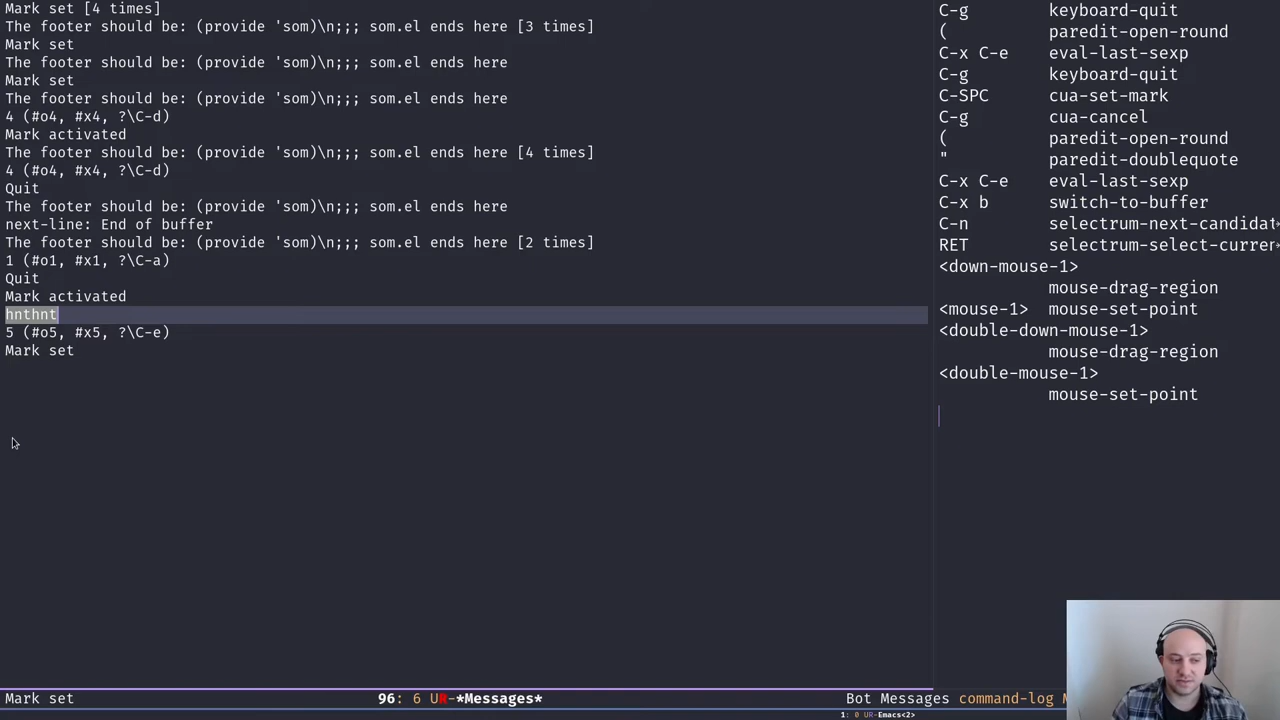 Mark set [4 times]
The footer should be: (provide 'som)\n;;; som.el ends here [3 times]
Mark set
The footer should be: (provide 'som)\n;;; som.el ends here
Mark set
The footer should be: (provide 'som)\n;;; som.el ends here
4 (#o4, #x4, ?\C-d)
Mark activated
The footer should be: (provide 'som)\n;;; som.el ends here [4 times]
4 (#o4, #x4, ?\C-d)
Quit
The footer should be: (provide 'som)\n;;; som.el ends here
next-line: End of buffer
The footer should be: (provide 'som)\n;;; som.el ends here [2 times]
1 (#o1, #x1, ?\C-a)
Quit
Mark activated
hnthnt
5 (#o5, #x5, ?\C-e)
Mark set
C-g keyboard-quit
( paredit-open-round
C-x C-e eval-last-sexp
C-g keyboard-quit
C-SPC cua-set-mark
C-g cua-cancel
( paredit-open-round
" paredit-doublequote
C-x C-e eval-last-sexp
C-x b switch-to-buffer
C-n selectrum-next-candidat
RET selectrum-select-curren
<down-mouse-1>
mouse-drag-region
<mouse-1> mouse-set-point
<double-down-mouse-1>
mouse-drag-region
<double-mouse-1>
mouse-set-point
Mark set 96: 6 UR-*Messages* Bot Messages command-log M
1: 0 UR-Emacs<2>